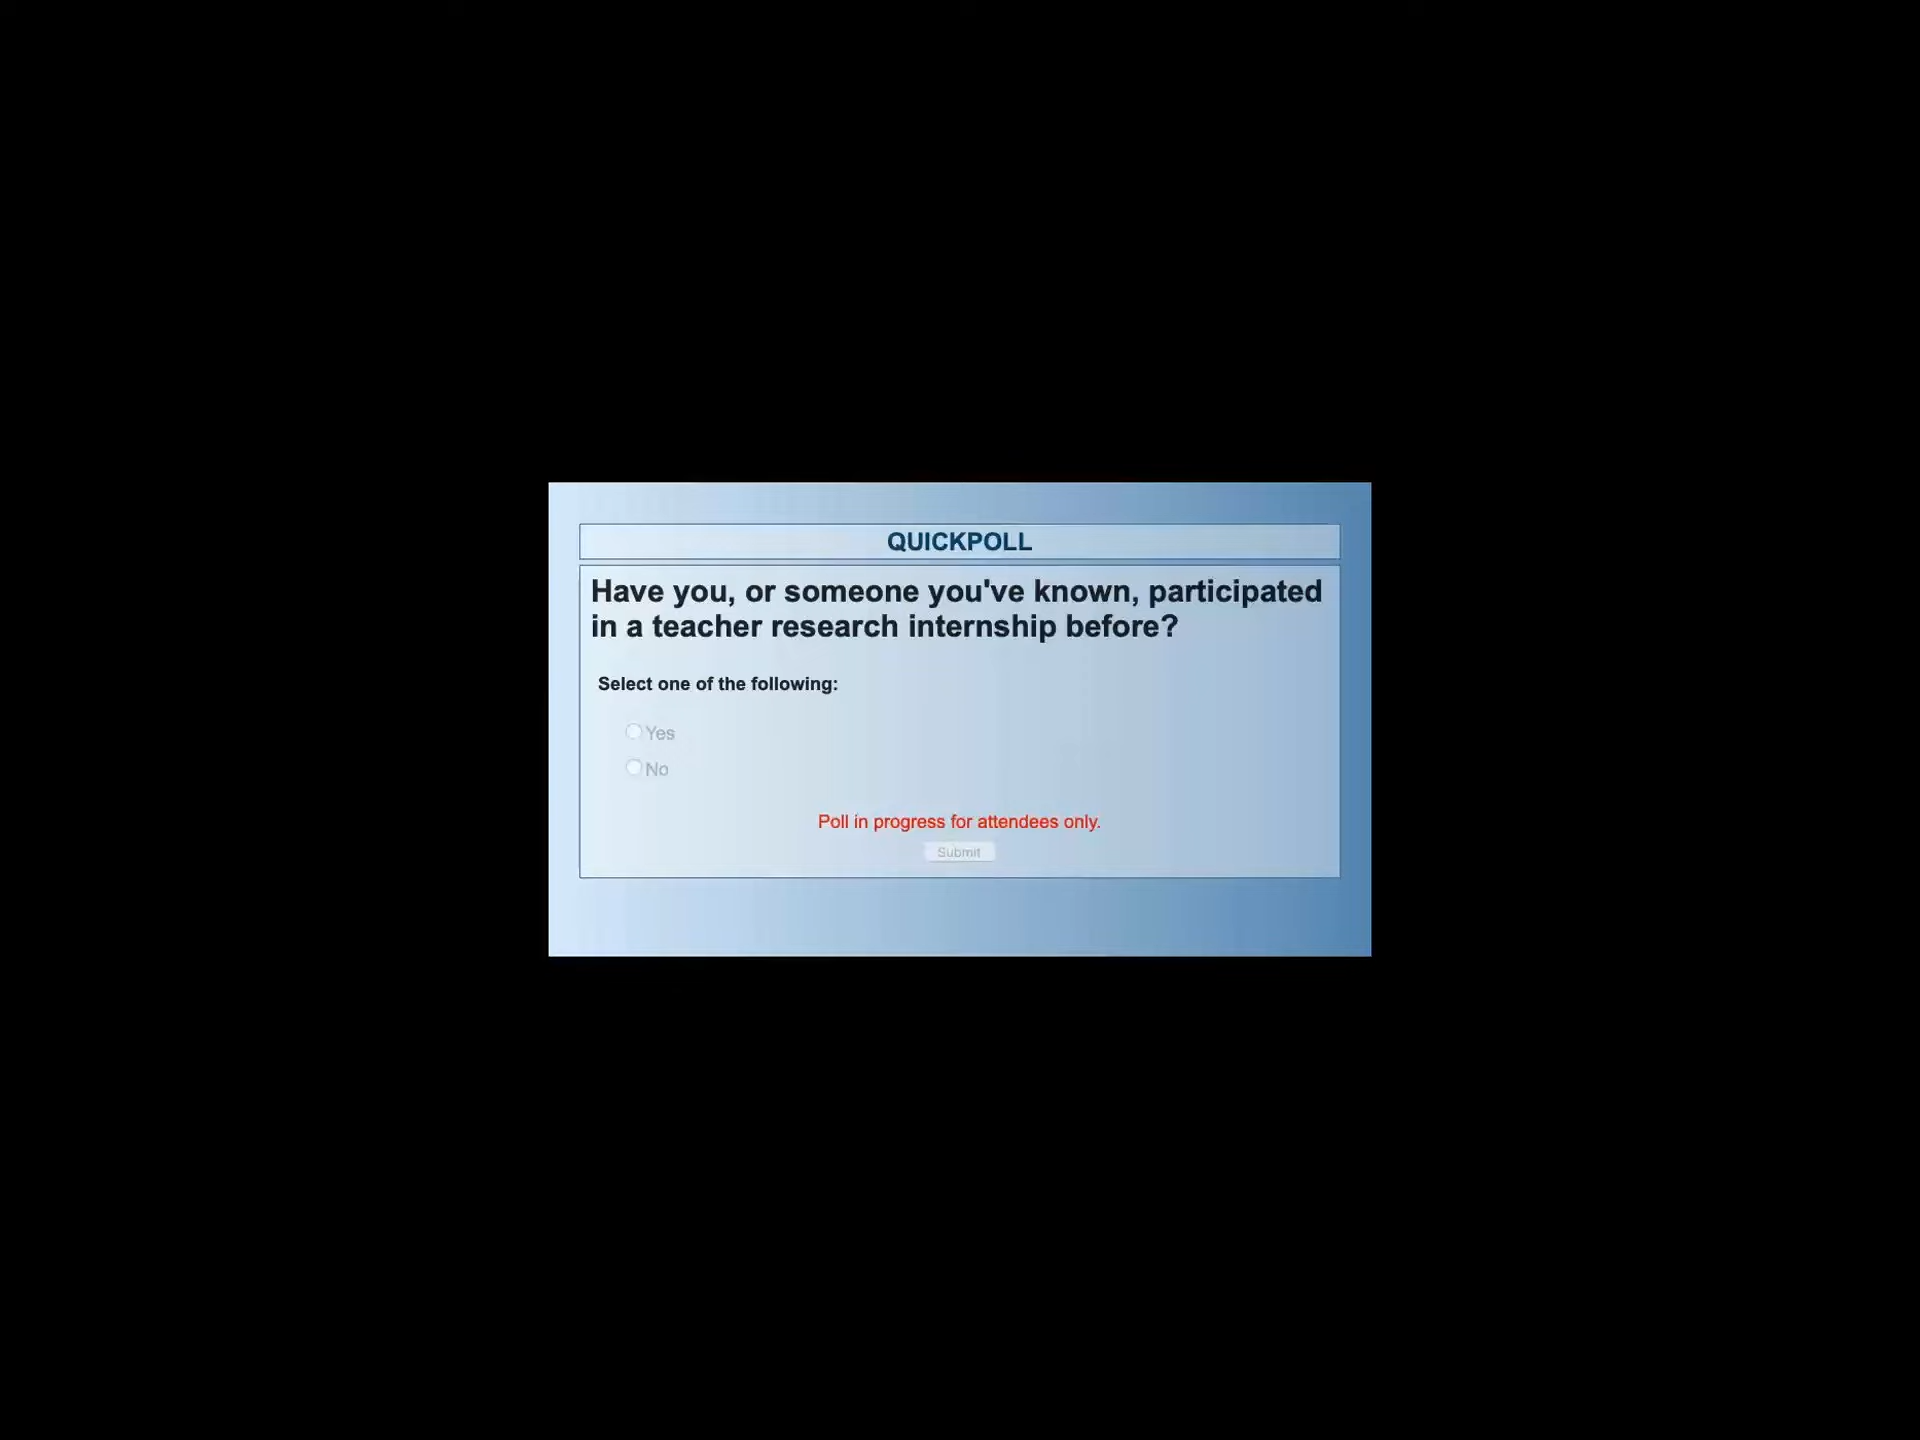 QUICKPOLL
Have you, or someone you've known, participated
in a teacher research internship before?
Select one of the following:
Yes
No
Poll in progress for attendees only.
Submit